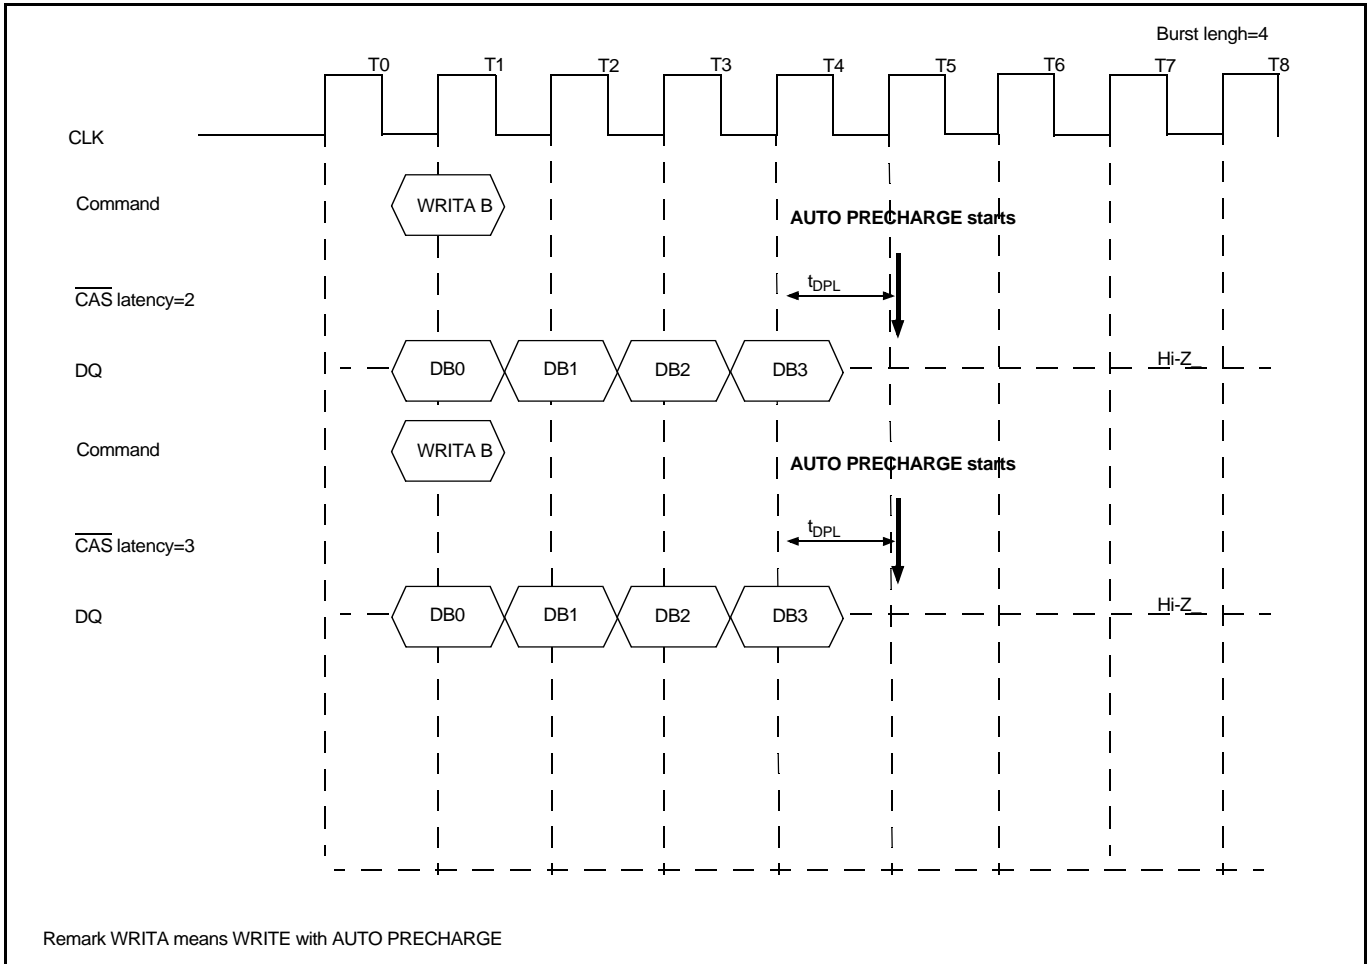 Burst lengh=4
T0 T1 T2 T3 T4 T5 T6 T7 T8
CLK
Command
WRITA B
AUTO PRECHARGE starts
tDPL
CAS latency=2
DQ
DB0 DB1 DB2 DB3
Hi-Z
Command
WRITA B
AUTO PRECHARGE starts
tDPL
CAS latency=3
DQ
DB0 DB1 DB2 DB3
Hi-Z
Remark WRITA means WRITE with AUTO PRECHARGE